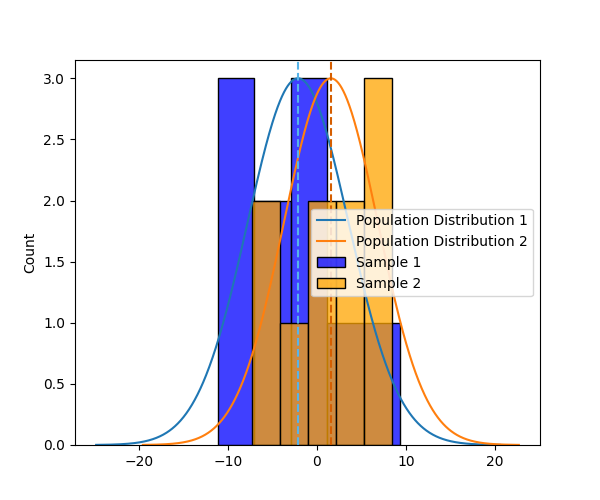 3.0
2.5
2.0
1.5
1.0
0.5
0.0
Count
Population Distribution 1
Population Distribution 2
Sample 1
Sample 2
−20
−10
0
10
20